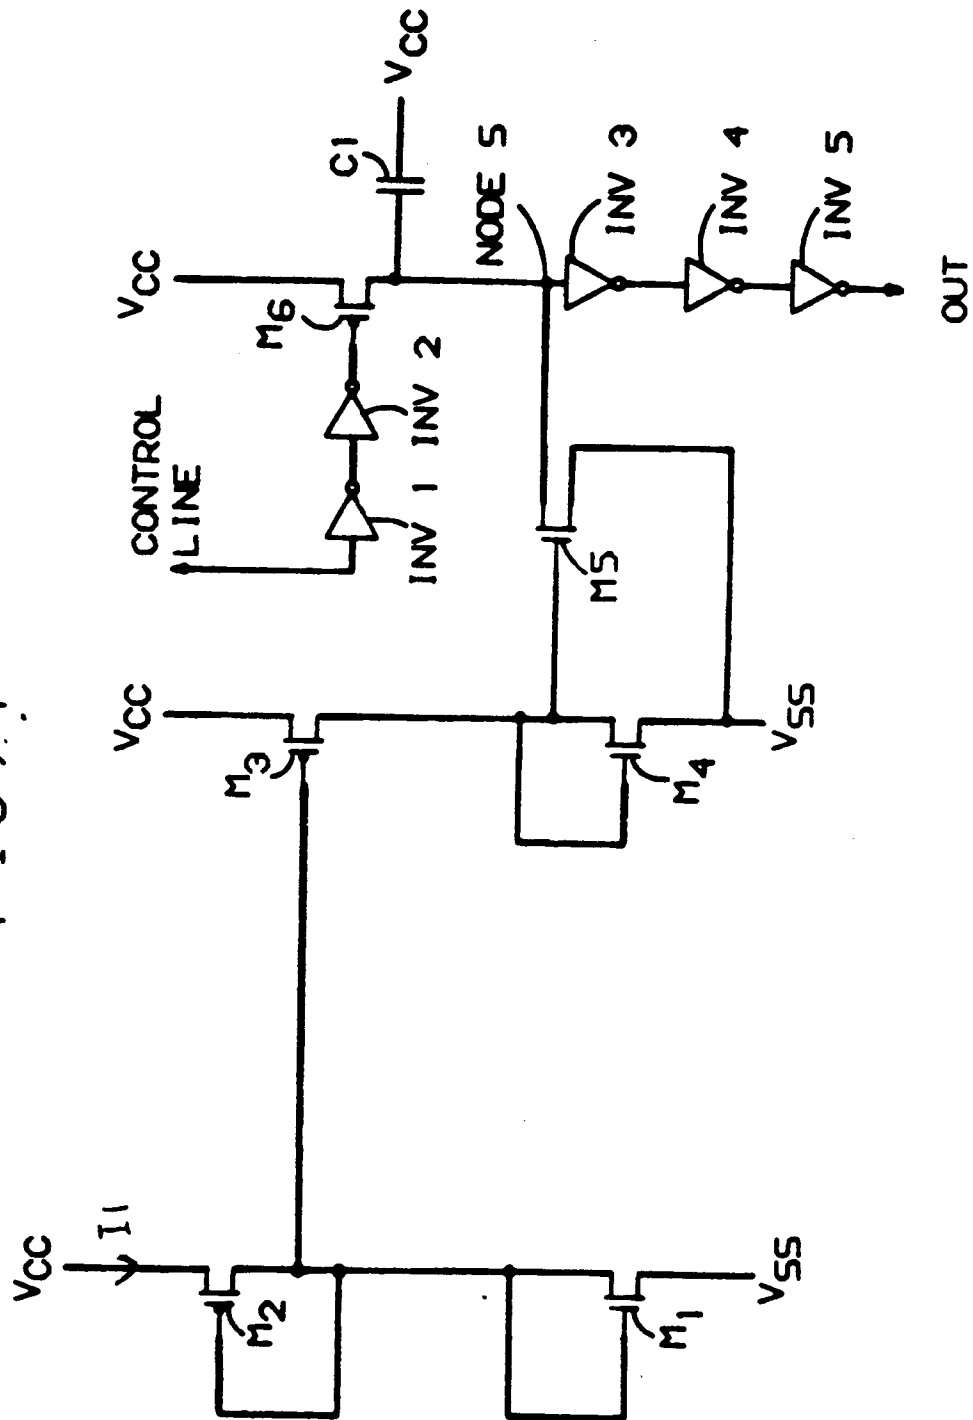 VCC
CONTROL
LINE
VCC
M6
C1
VCC
INV 1
INV 2
NODE 5
INV 3
INV 4
INV 5
OUT
VCC
M3
M5
M4
VSS
VCC
I1
M2
M1
VSS